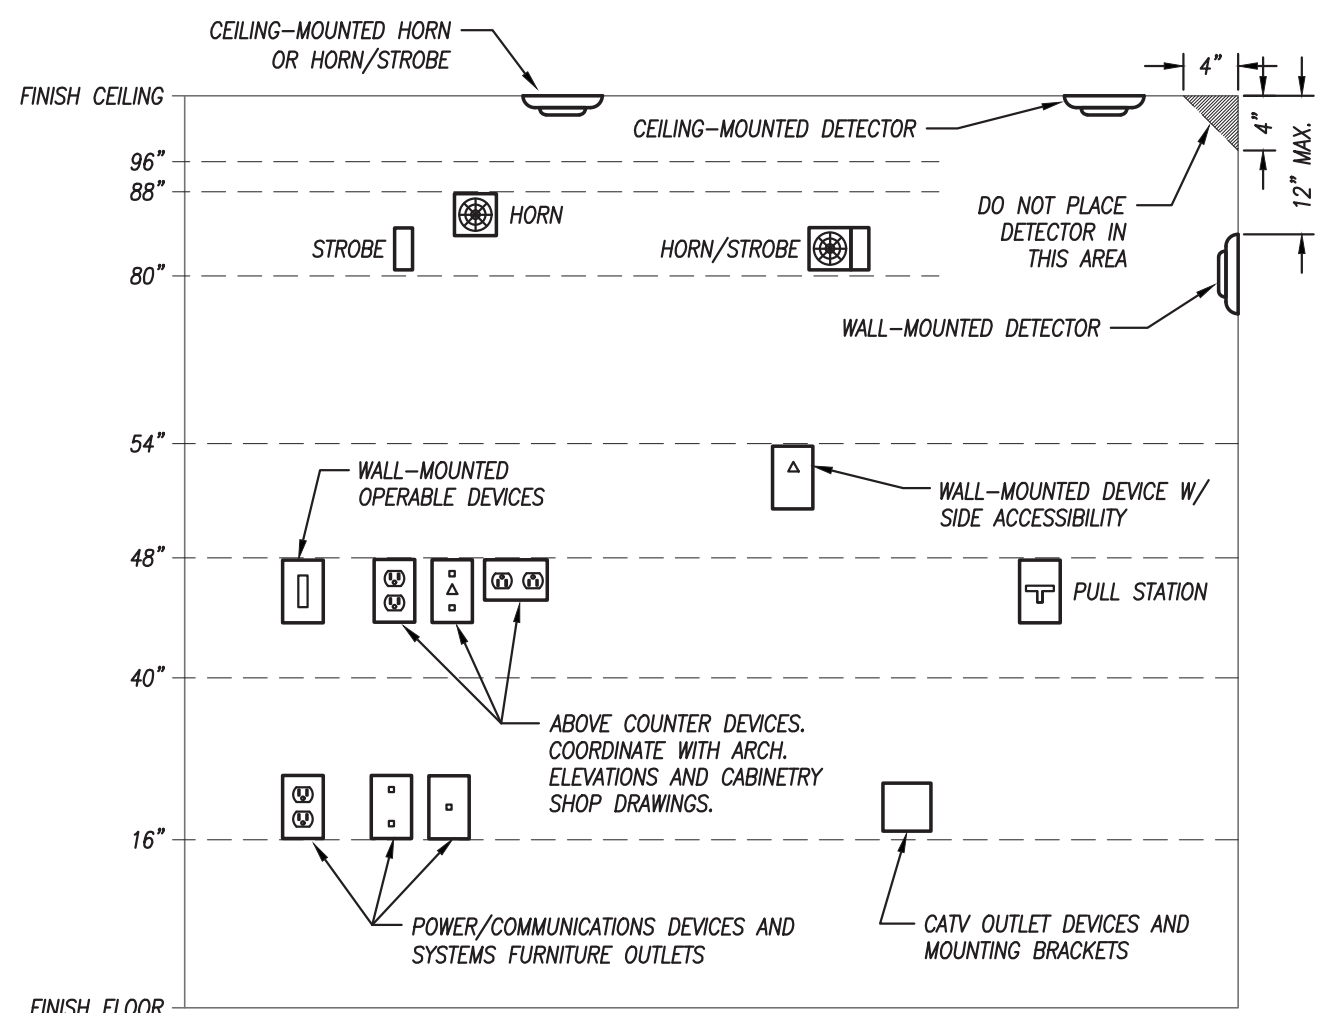 CEILING-MOUNTED HORN
OR HORN/STROBE
4"
FINISH CEILING
CEILING-MOUNTED DETECTOR
4"
12" MAX.
96"
88"
HORN
DO NOT PLACE
DETECTOR IN
THIS AREA
STROBE
HORN/STROBE
80"
WALL-MOUNTED DETECTOR
54"
WALL-MOUNTED
OPERABLE DEVICES
WALL-MOUNTED DEVICE W/
SIDE ACCESSIBILITY
48"
PULL STATION
40"
ABOVE COUNTER DEVICES.
COORDINATE WITH ARCH.
ELEVATIONS AND CABINETRY
SHOP DRAWINGS.
16"
POWER/COMMUNICATIONS DEVICES AND
SYSTEMS FURNITURE OUTLETS
CATV OUTLET DEVICES AND
MOUNTING BRACKETS
FINISH FLOOR